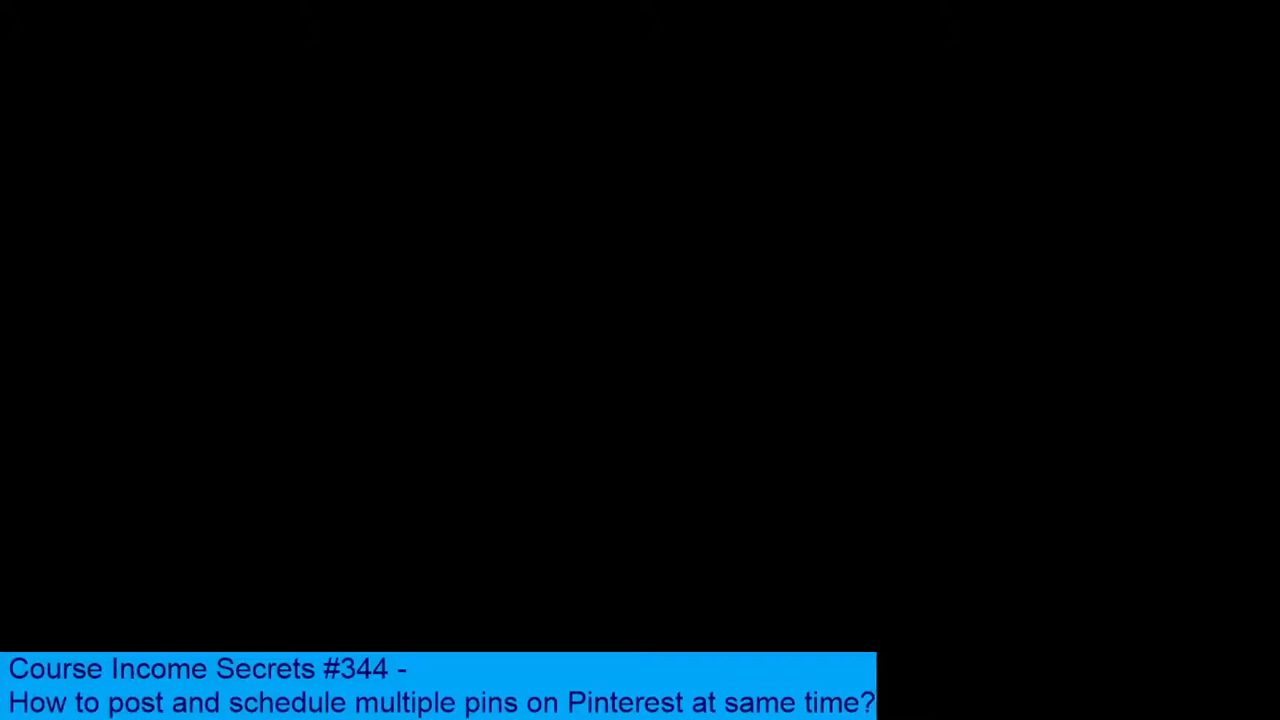 Course Income Secrets #344 -
How to post and schedule multiple pins on Pinterest at same time?